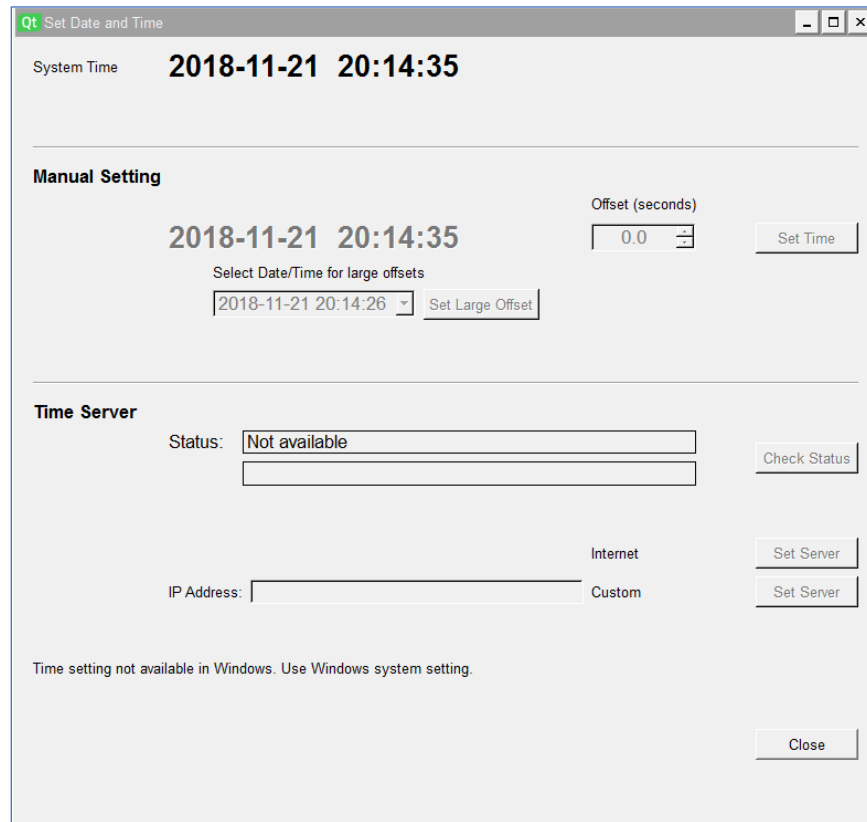 Qt Set Date and Time
System Time 2018-11-21 20:14:35
Manual Setting
Offset (seconds)
2018-11-21 20:14:35 0.0 Set Time
Select Date/Time for large offsets
2018-11-21 20:14:26 Set Large Offset
Time Server
Status: Not available
Check Status
Internet Set Server
IP Address: Custom Set Server
Time setting not available in Windows. Use Windows system setting.
Close